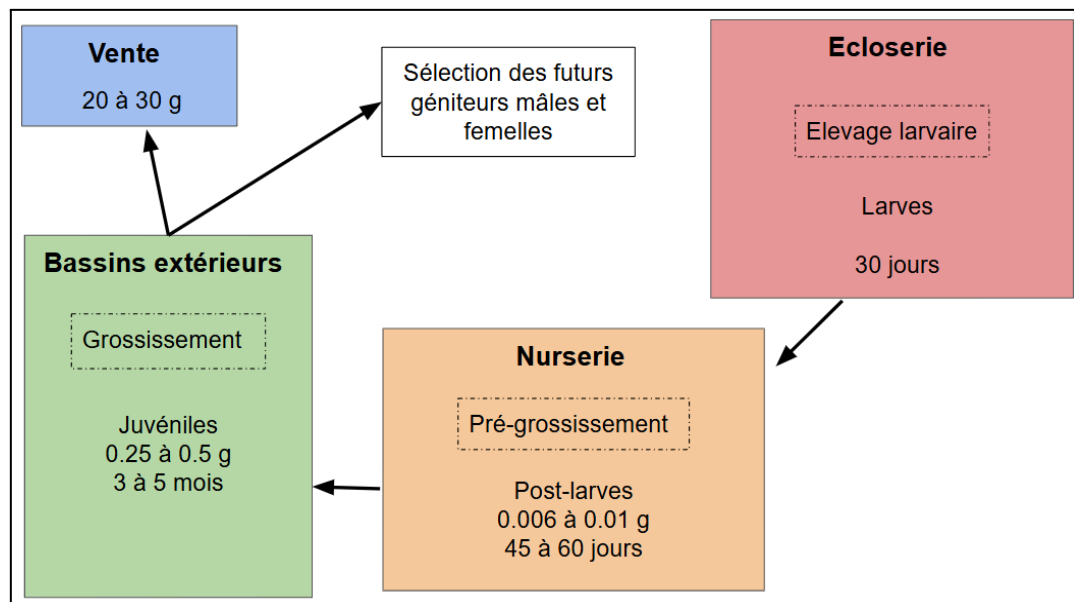 Vente
20 à 30 g
Sélection des futurs
géniteurs mâles et
femelles
Ecloserie
Elevage larvaire
Larves
30 jours
Bassins extérieurs
Grossissement
Juvéniles
0.25 à 0.5 g
3 à 5 mois
Nurserie
Pré-grossissement
Post-larves
0.006 à 0.01 g
45 à 60 jours